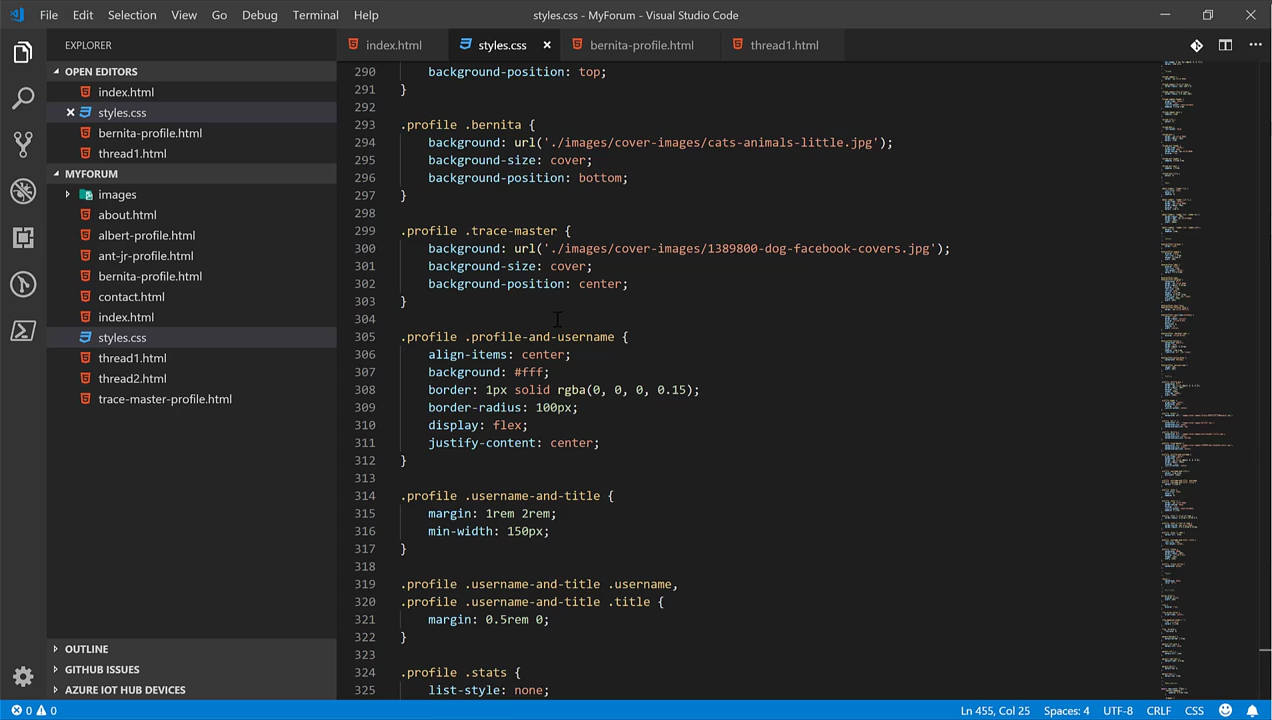 File Edit Selection View Go Debug Terminal Help
styles.css - MyForum - Visual Studio Code
EXPLORER
index.html styles.css bernita-profile.html thread1.html
OPEN EDITORS
index.html
styles.css
bernita-profile.html
thread1.html
MYFORUM
images
about.html
albert-profile.html
ant-jr-profile.html
bernita-profile.html
contact.html
index.html
styles.css
thread1.html
thread2.html
trace-master-profile.html
OUTLINE
GITHUB ISSUES
AZURE IOT HUB DEVICES
290 background-position: top;
291 }
292
293 .profile .bernita {
294 background: url('./images/cover-images/cats-animals-little.jpg');
295 background-size: cover;
296 background-position: bottom;
297 }
298
299 .profile .trace-master {
300 background: url('./images/cover-images/1389800-dog-facebook-covers.jpg');
301 background-size: cover;
302 background-position: center;
303 }
304
305 .profile .profile-and-username {
306 align-items: center;
307 background: #fff;
308 border: 1px solid rgba(0, 0, 0, 0.15);
309 border-radius: 100px;
310 display: flex;
311 justify-content: center;
312 }
313
314 .profile .username-and-title {
315 margin: 1rem 2rem;
316 min-width: 150px;
317 }
318
319 .profile .username-and-title .username,
320 .profile .username-and-title .title {
321 margin: 0.5rem 0;
322 }
323
324 .profile .stats {
325 list-style: none;
0 0 Ln 455, Col 25 Spaces: 4 UTF-8 CRLF CSS